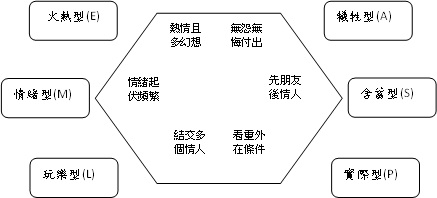 火熱型(E)
熱情且
多幻想
無怨無
悔付出
犧牲型(A)
情緒型(M)
情緒起
伏頻繁
先朋友
後情人
含蓄型(S)
結交多
個情人
看重外
在條件
玩樂型(L)
實際型(P)